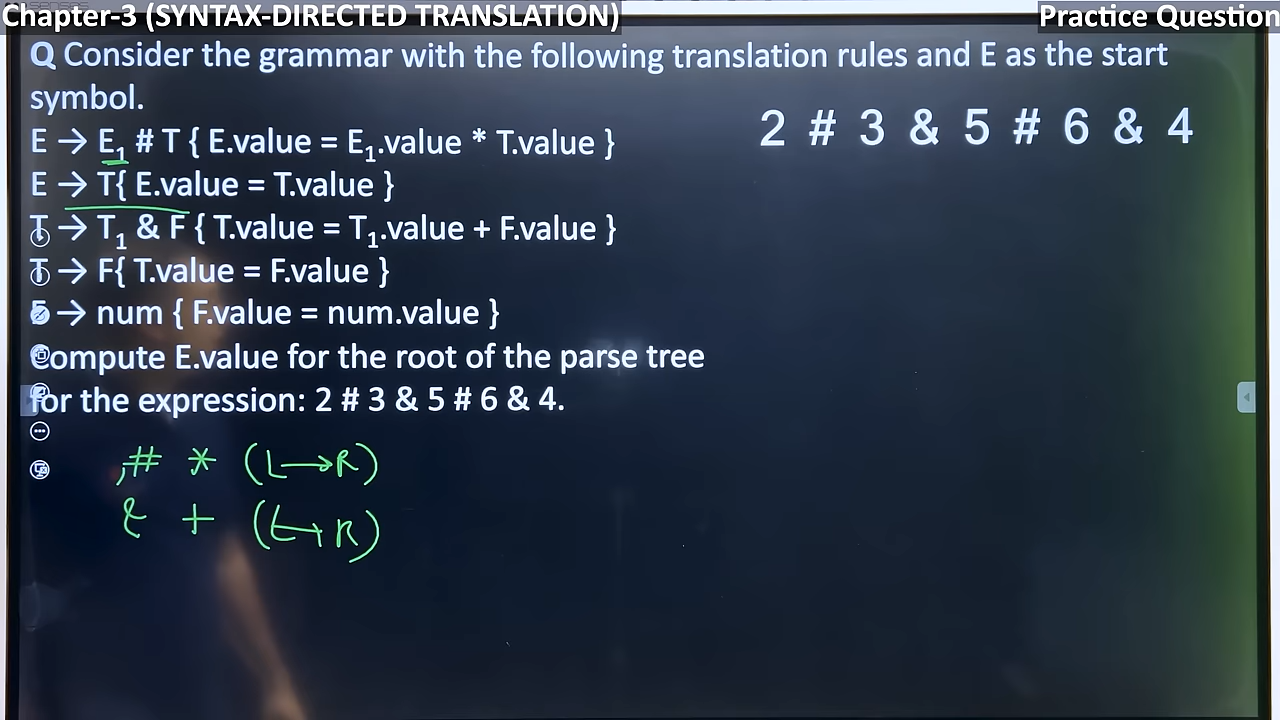 Chapter-3 (SYNTAX-DIRECTED TRANSLATION)
Practice Question
Q Consider the grammar with the following translation rules and E as the start
symbol.
2 # 3 & 5 # 6 & 4
E → E₁ # T { E.value = E₁.value * T.value }
E → T{ E.value = T.value }
T → T₁ & F { T.value = T₁.value + F.value }
T → F{ T.value = F.value }
F → num { F.value = num.value }
Compute E.value for the root of the parse tree
for the expression: 2 # 3 & 5 # 6 & 4.
# * (L→R)
& + (L→R)